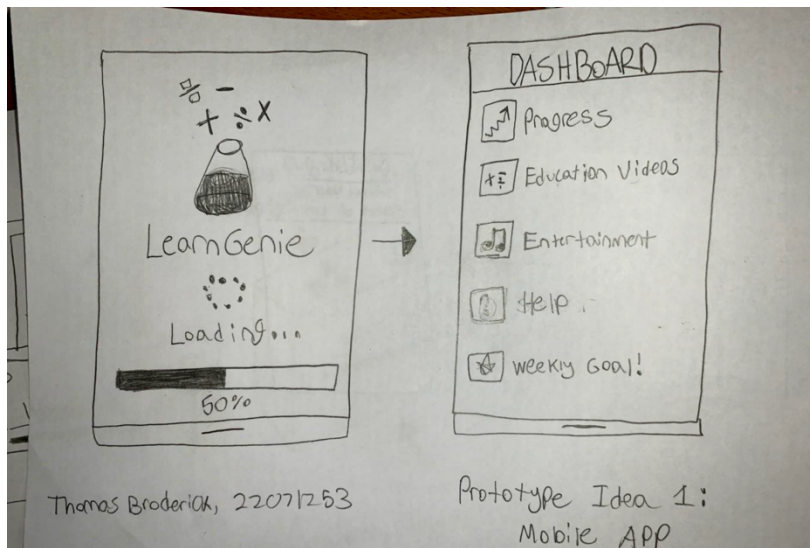 LearnGenie
Loading...
50%
Thomas Broderick, 22071253
DASHBOARD
Progress
Education Videos
Entertainment
Help
Weekly Goal!
Prototype Idea 1:
Mobile APP